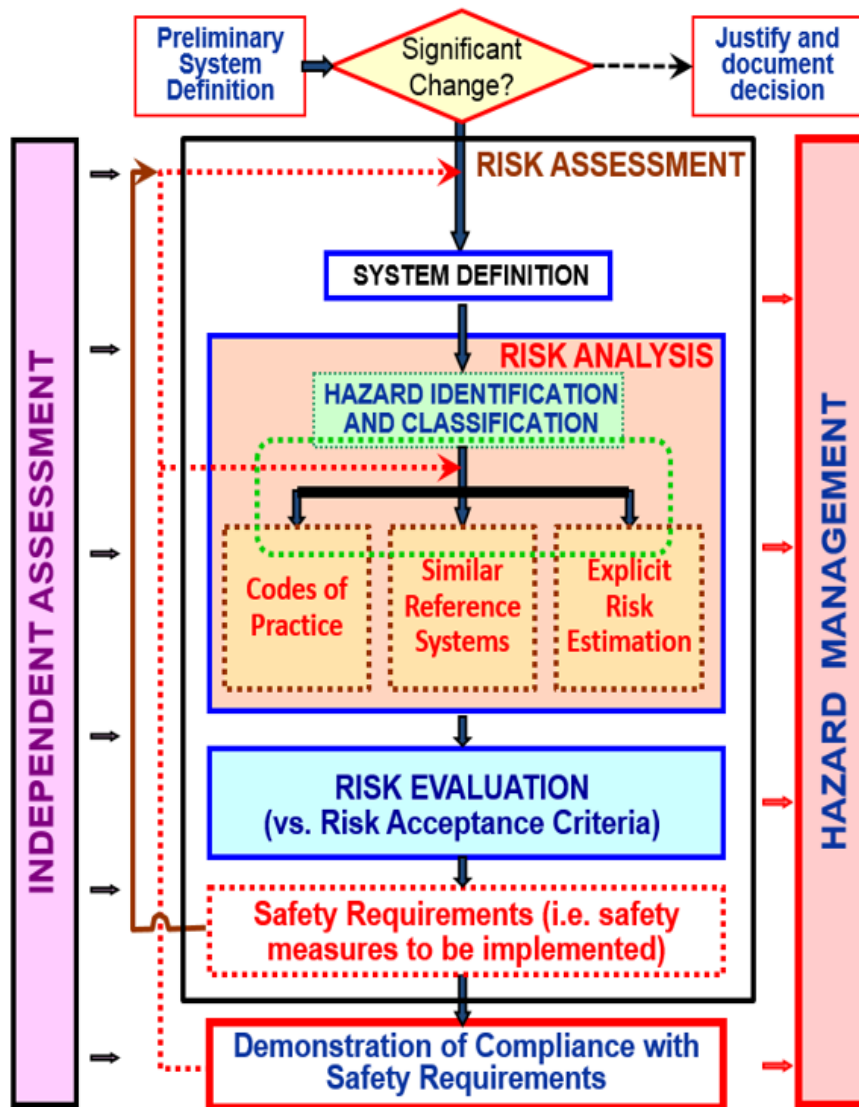 Preliminary
System
Definition
Significant
Change?
Justify and
document
decision
INDEPENDENT ASSESSMENT
RISK ASSESSMENT
SYSTEM DEFINITION
RISK ANALYSIS
HAZARD IDENTIFICATION
AND CLASSIFICATION
Codes of
Practice
Similar
Reference
Systems
Explicit
Risk
Estimation
RISK EVALUATION
(vs. Risk Acceptance Criteria)
Safety Requirements (i.e. safety
measures to be implemented)
Demonstration of Compliance with
Safety Requirements
HAZARD MANAGEMENT